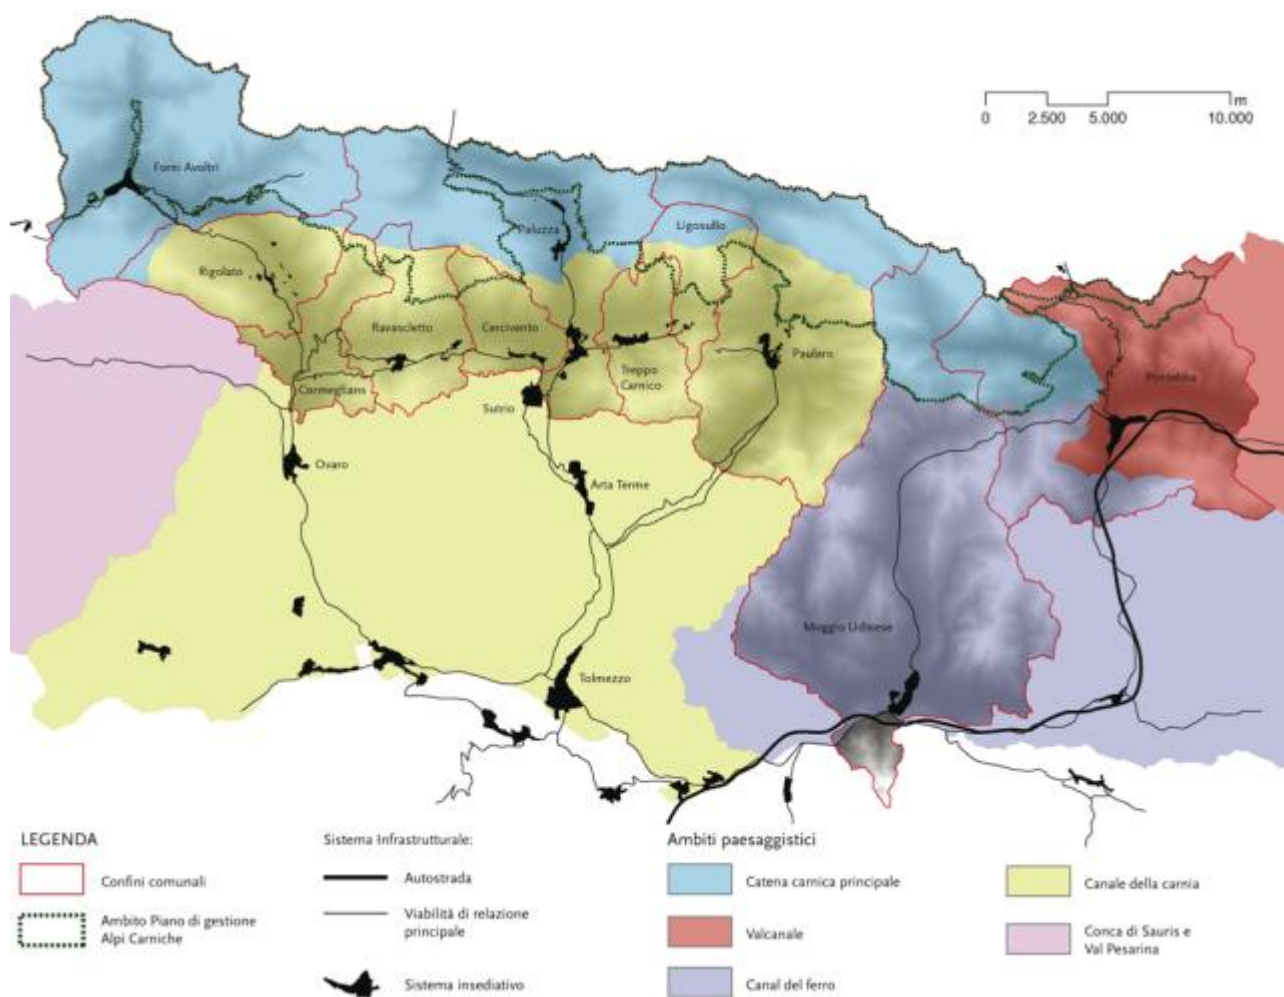 m
0 2.500 5.000 10.000
Forni Avoltri
Paluzza
Ligosullo
Rigolato
Ravascletto
Cercivento
Paularo
Treppo
Carnico
Pontebba
Comeglians
Sutrio
Ovaro
Arta Terme
Moggio Udinese
Tolmezzo
LEGENDA
Confini comunali
Ambito Piano di gestione
Alpi Carniche
Sistema Infrastrutturale:
Autostrada
Viabilità di relazione
principale
Sistema insediativo
Ambiti paesaggistici
Catena carnica principale
Valcanale
Canal del ferro
Canale della carnia
Conca di Sauris e
Val Pesarina